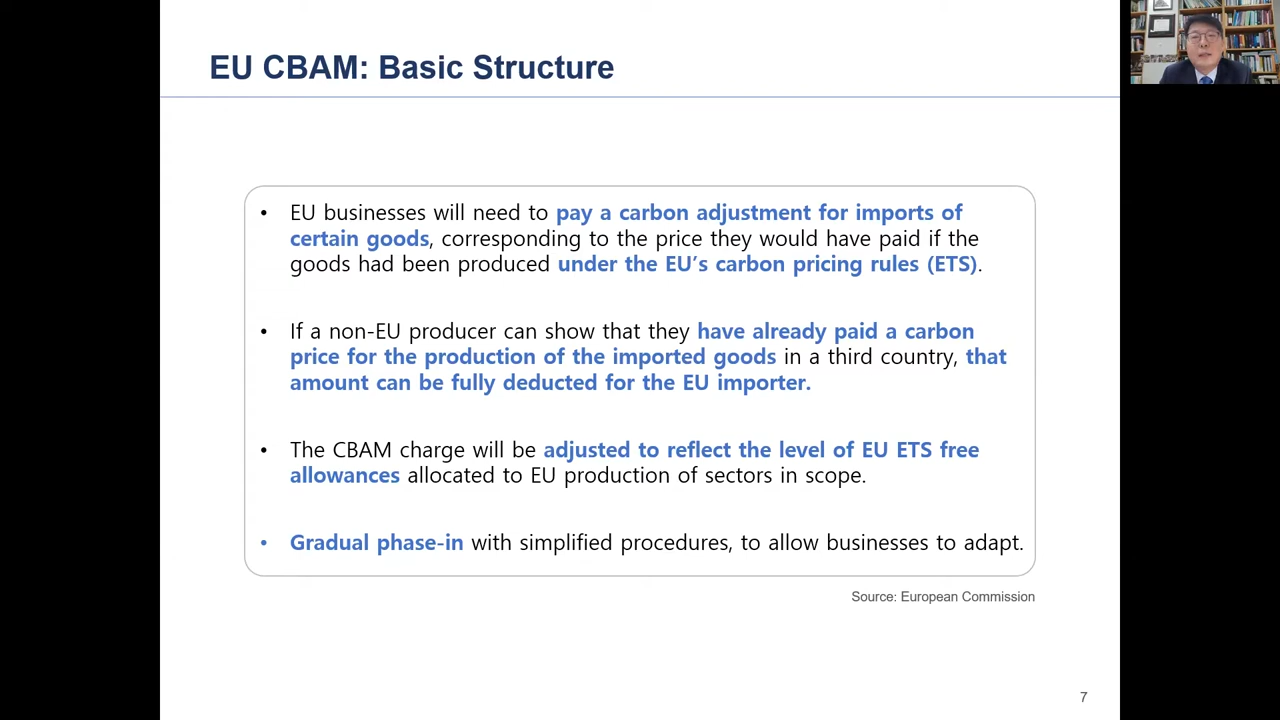 EU CBAM: Basic Structure
• EU businesses will need to pay a carbon adjustment for imports of
certain goods, corresponding to the price they would have paid if the
goods had been produced under the EU’s carbon pricing rules (ETS).
• If a non-EU producer can show that they have already paid a carbon
price for the production of the imported goods in a third country, that
amount can be fully deducted for the EU importer.
• The CBAM charge will be adjusted to reflect the level of EU ETS free
allowances allocated to EU production of sectors in scope.
• Gradual phase-in with simplified procedures, to allow businesses to adapt.
Source: European Commission
7